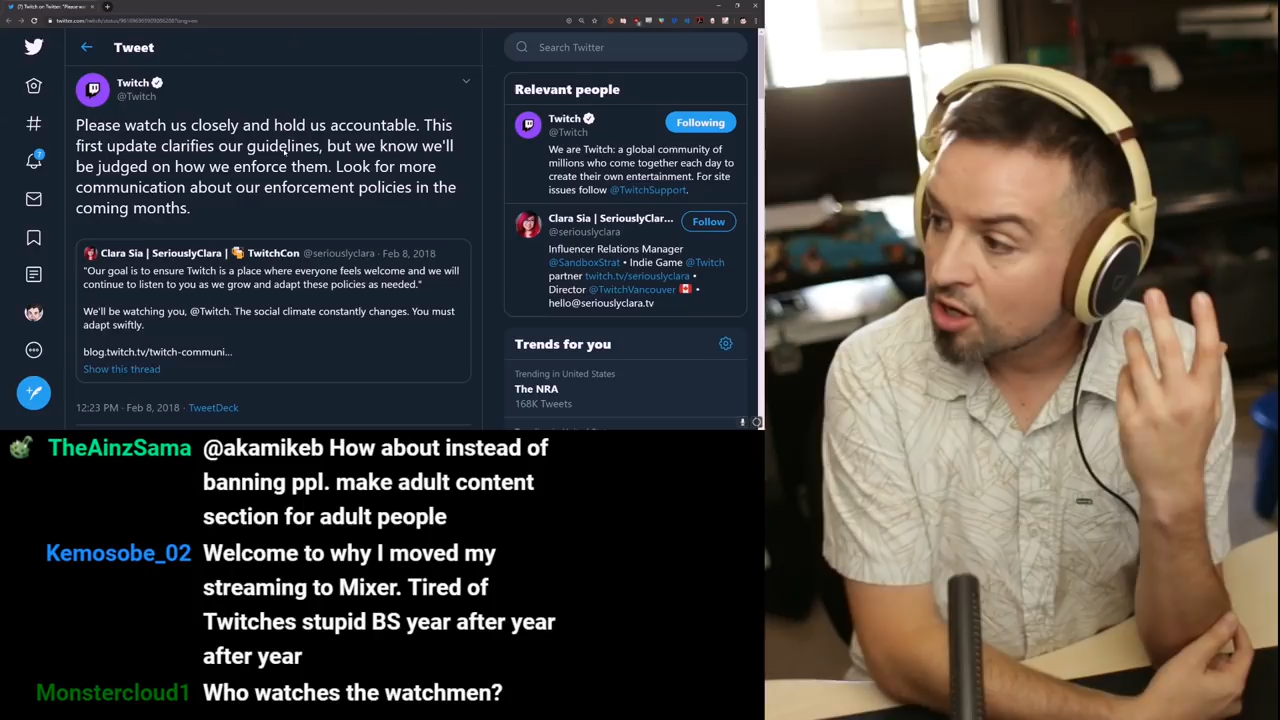 Twitch on Twitter: "Please wa
Tweet
Twitch
@Twitch
Please watch us closely and hold us accountable. This
first update clarifies our guidelines, but we know we'll
be judged on how we enforce them. Look for more
communication about our enforcement policies in the
coming months.
Clara Sia | SeriouslyClara | TwitchCon @seriouslyclara · Feb 8, 2018
"Our goal is to ensure Twitch is a place where everyone feels welcome and we will
continue to listen to you as we grow and adapt these policies as needed."
We'll be watching you, @Twitch. The social climate constantly changes. You must
adapt swiftly.
blog.twitch.tv/twitch-communi...
Show this thread
12:23 PM · Feb 8, 2018 · TweetDeck
7
Search Twitter
Relevant people
Twitch
@Twitch
Following
We are Twitch: a global community of
millions who come together each day to
create their own entertainment. For site
issues follow @TwitchSupport.
Clara Sia | SeriouslyClar...
@seriouslyclara
Follow
Influencer Relations Manager
@SandboxStrat • Indie Game @Twitch
partner twitch.tv/seriouslyclara •
Director @TwitchVancouver
hello@seriouslyclara.tv
Trends for you
Trending in United States
The NRA
168K Tweets
TheAinzSama @akamikeb How about instead of
banning ppl. make adult content
section for adult people
Kemosobe_02 Welcome to why I moved my
streaming to Mixer. Tired of
Twitches stupid BS year after year
after year
Monstercloud1 Who watches the watchmen?